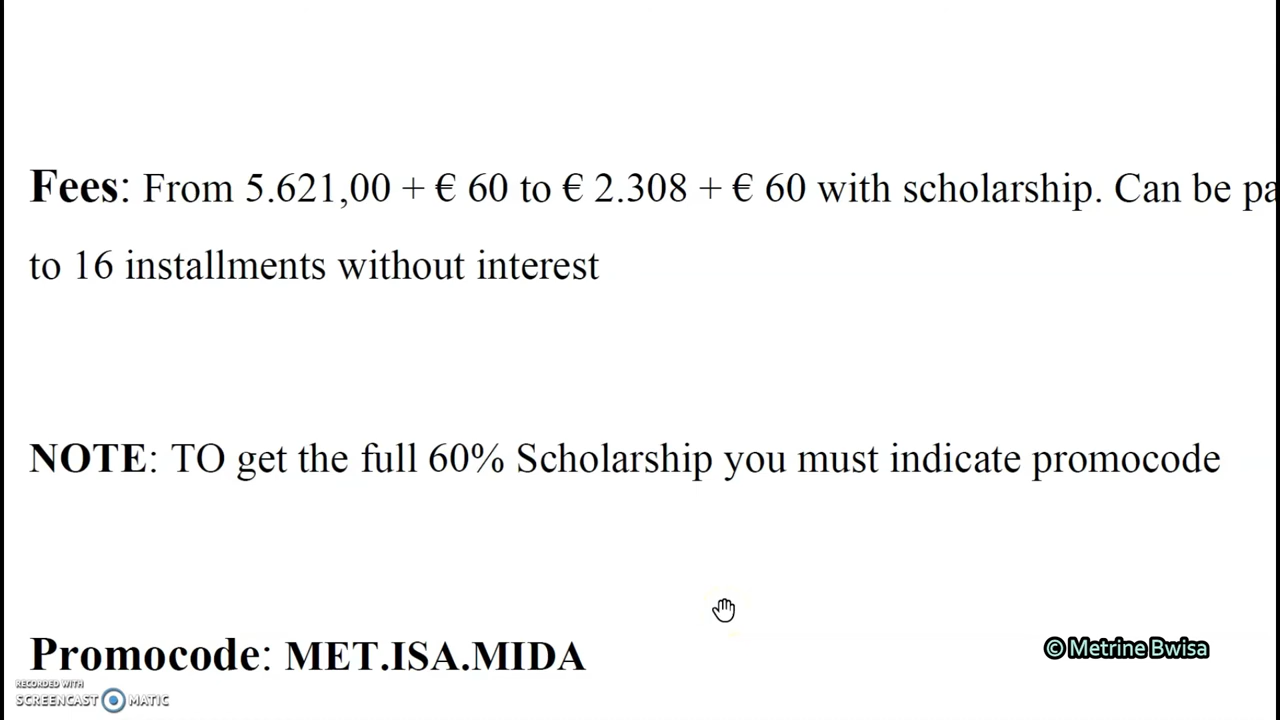 Fees: From 5.621,00 + € 60 to € 2.308 + € 60 with scholarship. Can be pa
to 16 installments without interest
NOTE: TO get the full 60% Scholarship you must indicate promocode
Promocode: MET.ISA.MIDA
© Metrine Bwisa
RECORDED WITH
SCREENCAST MATIC